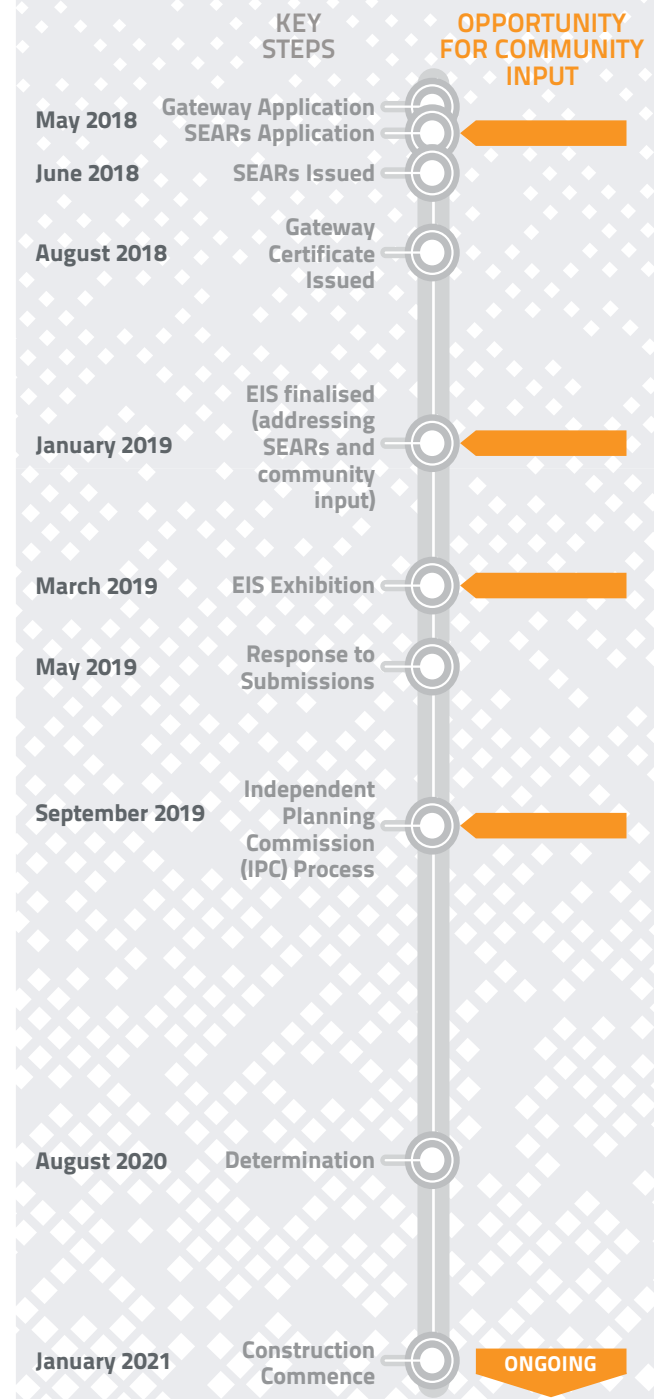 KEY
STEPS
OPPORTUNITY
FOR COMMUNITY
INPUT
May 2018
Gateway Application
SEARs Application
June 2018
SEARs Issued
August 2018
Gateway
Certificate
Issued
January 2019
EIS finalised
(addressing
SEARs and
community
input)
March 2019
EIS Exhibition
May 2019
Response to
Submissions
September 2019
Independent
Planning
Commission
(IPC) Process
August 2020
Determination
January 2021
Construction
Commence
ONGOING